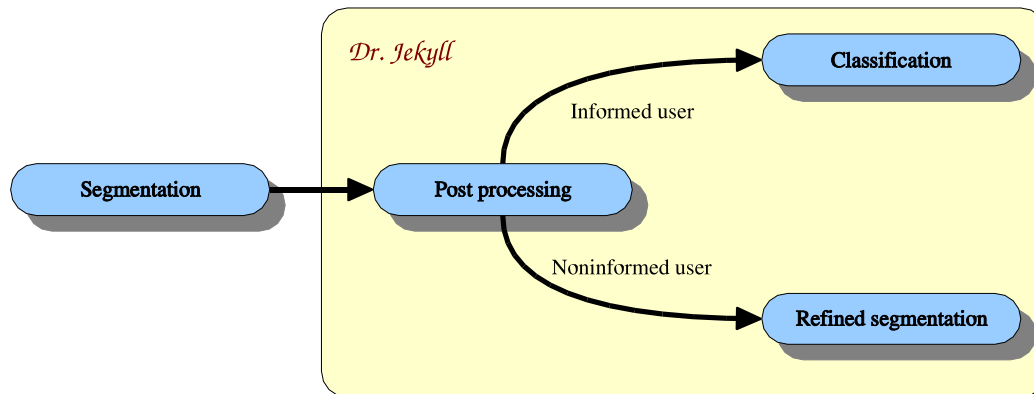 Dr. Jekyll
Classification
Informed user
Segmentation
Post processing
Noninformed user
Refined segmentation